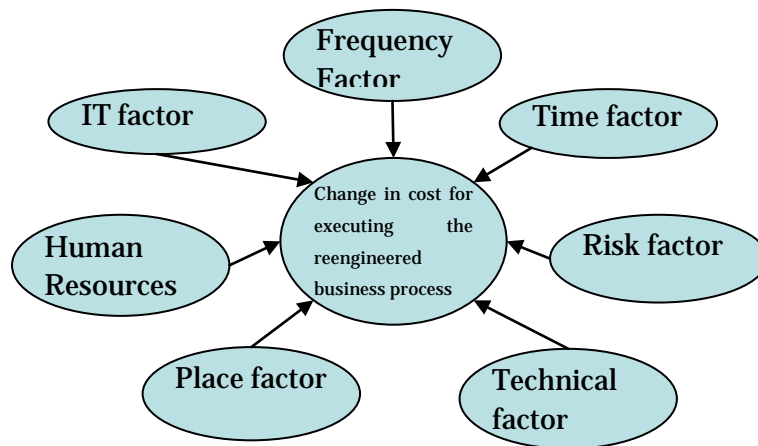 Frequency
Factor
IT factor
Time factor
Change in cost for
executing the
reengineered
business process
Human
Resources
Risk factor
Place factor
Technical
factor